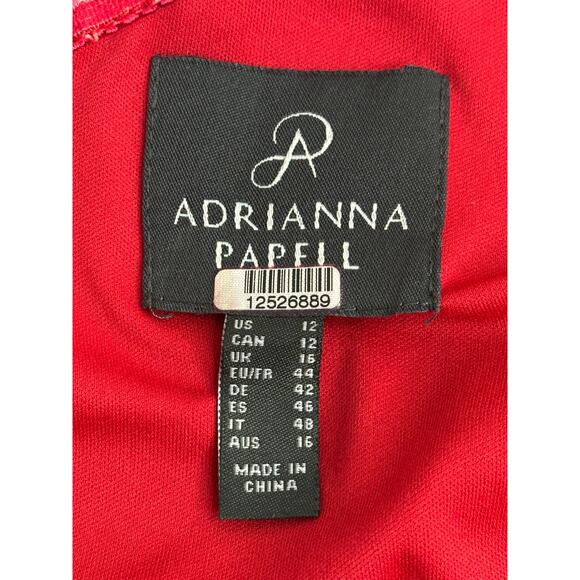 ADRIANNA
PAPELL
12526889
US 12
CAN 12
UK 16
EU/FR 44
DE 42
ES 46
IT 48
AUS 16
MADE IN
CHINA